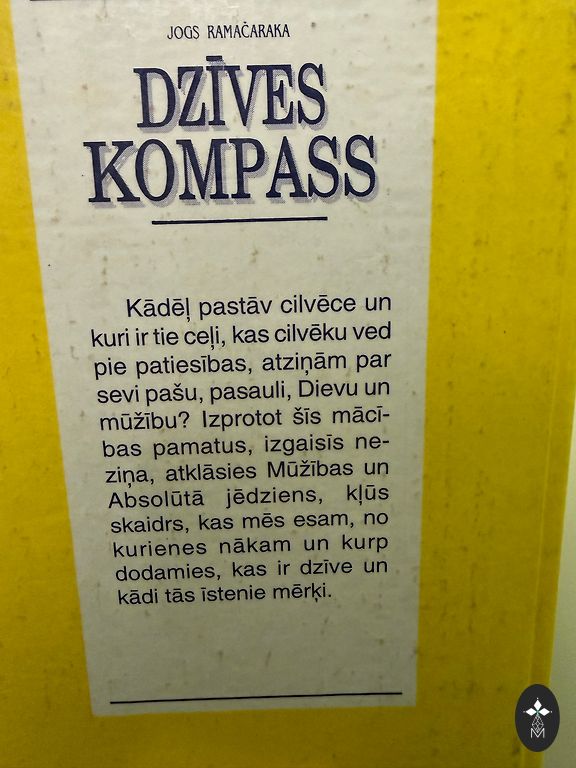 JOGS RAMAČARAKA
DZĪVES
KOMPASS
Kādēļ pastāv cilvēce un
kuri ir tie ceļi, kas cilvēku ved
pie patiesības, atziņām par
sevi pašu, pasauli, Dievu un
mūžību? Izprotot šīs mācī-
bas pamatus, izgaisīs ne-
ziņa, atklāsies Mūžības un
Absolūtā jēdziens, kļūs
skaidrs, kas mēs esam, no
kurienes nākam un kurp
dodamies, kas ir dzīve un
kādi tās īstenie mērķi.
M